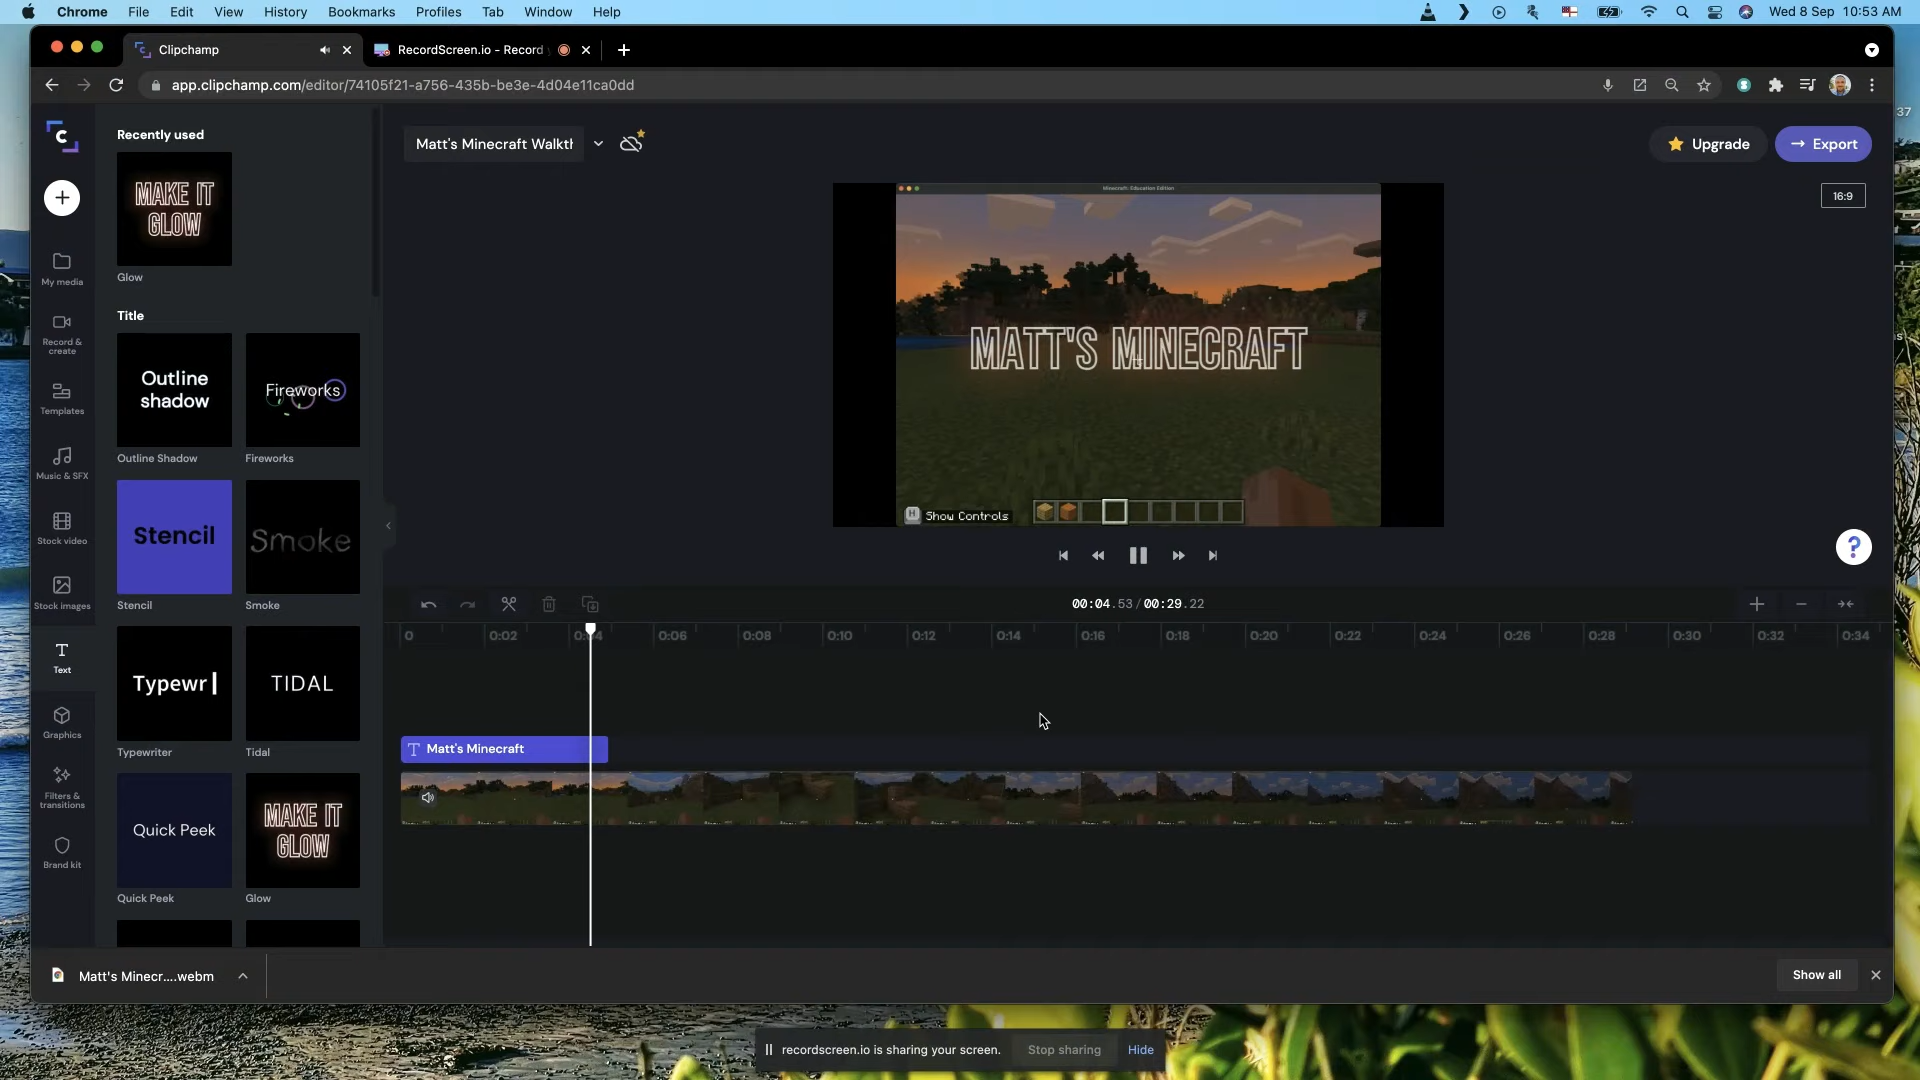 Chrome File Edit View History Bookmarks Profiles Tab Window Help Wed 8 Sep 10:53 AM
Clipchamp RecordScreen.io - Record
app.clipchamp.com/editor/74105f21-a756-435b-be3e-4d04e11ca0dd
37
Recently used
MAKE IT
GLOW
Glow
Title
Outline
shadow
Fireworks
Outline Shadow Fireworks
Stencil Smoke
Stencil Smoke
Typewr TIDAL
Typewriter Tidal
Quick Peek MAKE IT
GLOW
Quick Peek Glow
C
My media
Record &
create
Templates
Music & SFX
Stock video
Stock images
T
Text
Graphics
Filters &
transitions
Brand kit
Matt's Minecraft Walkt
Upgrade Export
16:9
Minecraft: Education Edition
MATT'S MINECRAFT
H Show Controls
?
00:04.53/00:29.22
0 0:02 0:04 0:06 0:08 0:10 0:12 0:14 0:16 0:18 0:20 0:22 0:24 0:26 0:28 0:30 0:32 0:34
T Matt's Minecraft
Matt's Minecr....webm Show all
recordscreen.io is sharing your screen. Stop sharing Hide